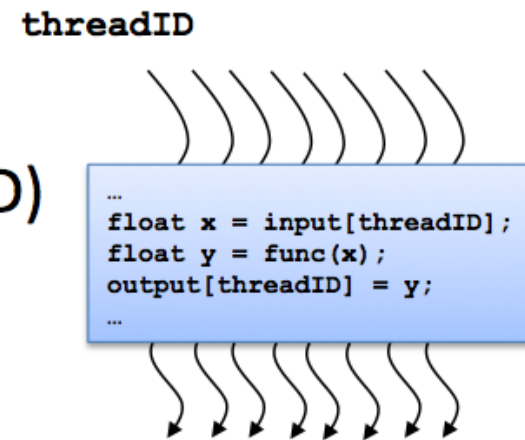 threadID
D)
…
float x = input[threadID];
float y = func(x);
output[threadID] = y;
…